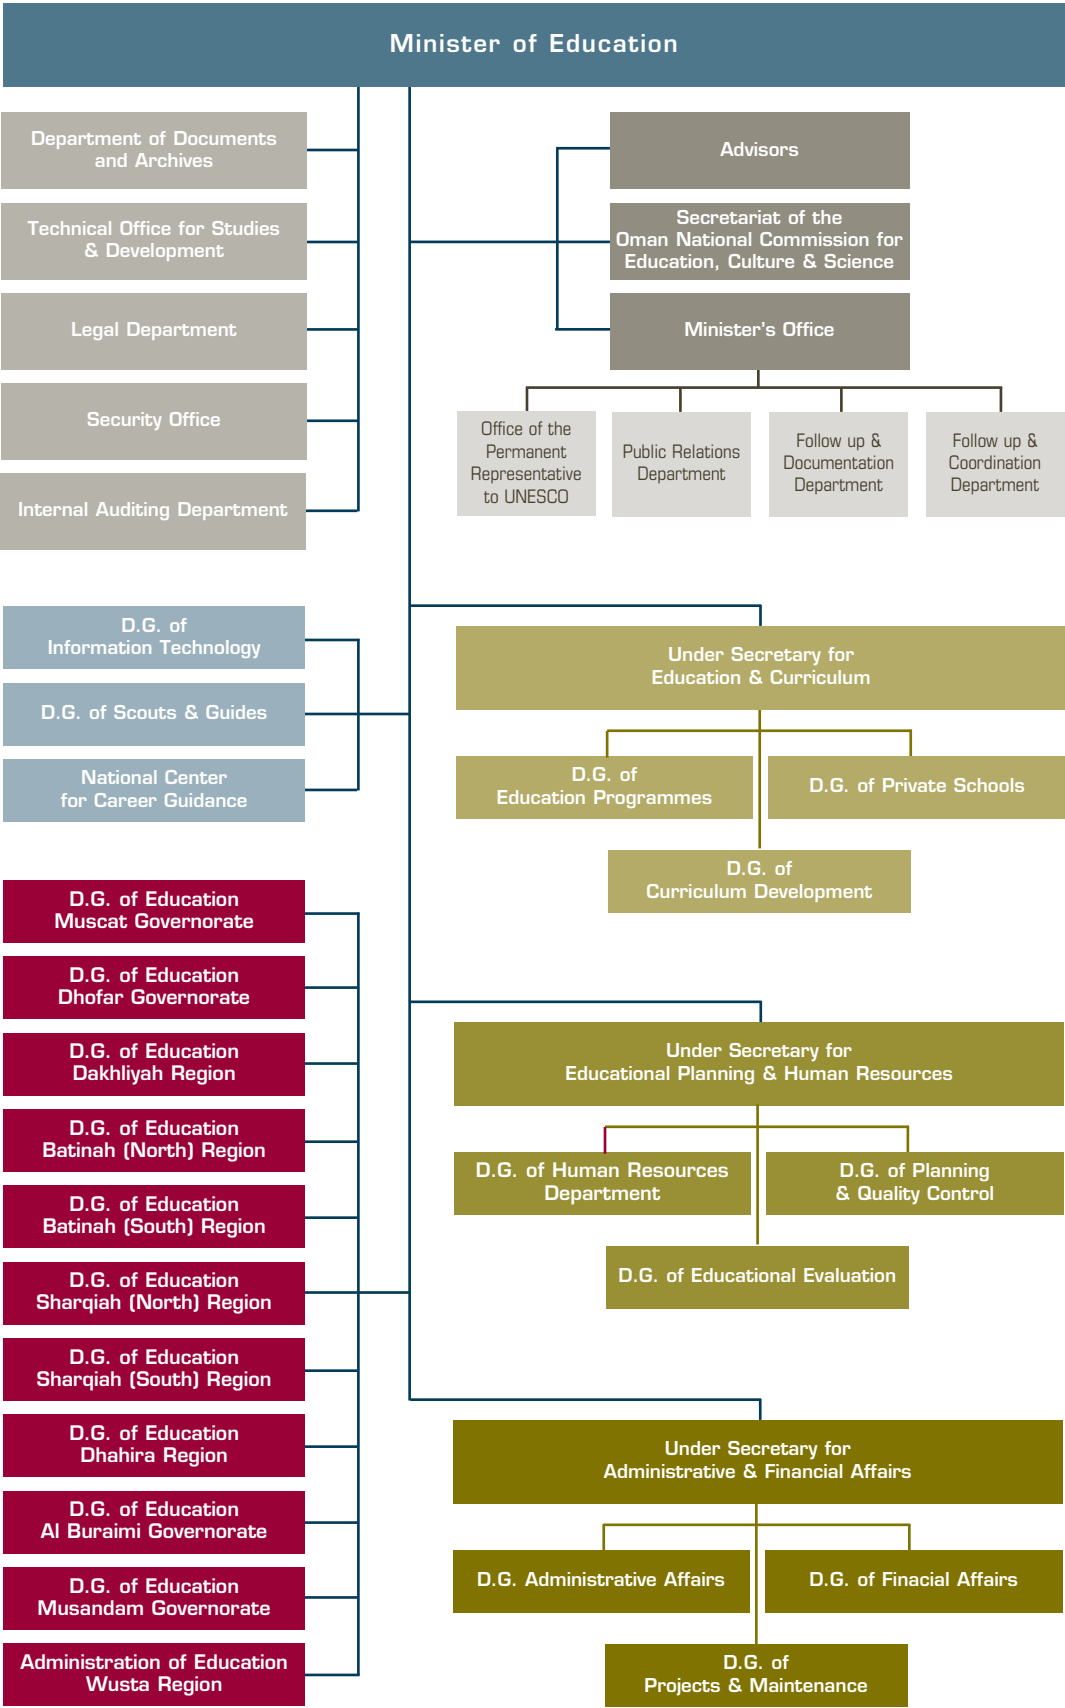 Minister of Education
Department of Documents
and Archives
Technical Office for Studies
& Development
Legal Department
Security Office
Internal Auditing Department
Advisors
Secretariat of the
Oman National Commission for
Education, Culture & Science
Minister's Office
Office of the
Permanent
Representative
to UNESCO
Public Relations
Department
Follow up &
Documentation
Department
Follow up &
Coordination
Department
D.G. of
Information Technology
D.G. of Scouts & Guides
National Center
for Career Guidance
Under Secretary for
Education & Curriculum
D.G. of
Education Programmes
D.G. of Private Schools
D.G. of
Curriculum Development
D.G. of Education
Muscat Governorate
D.G. of Education
Dhofar Governorate
D.G. of Education
Dakhliyah Region
D.G. of Education
Batinah (North) Region
D.G. of Education
Batinah (South) Region
D.G. of Education
Sharqiah (North) Region
D.G. of Education
Sharqiah (South) Region
D.G. of Education
Dhahira Region
D.G. of Education
Al Buraimi Governorate
D.G. of Education
Musandam Governorate
Administration of Education
Wusta Region
Under Secretary for
Educational Planning & Human Resources
D.G. of Human Resources
Department
D.G. of Planning
& Quality Control
D.G. of Educational Evaluation
Under Secretary for
Administrative & Financial Affairs
D.G. Administrative Affairs
D.G. of Finacial Affairs
D.G. of
Projects & Maintenance